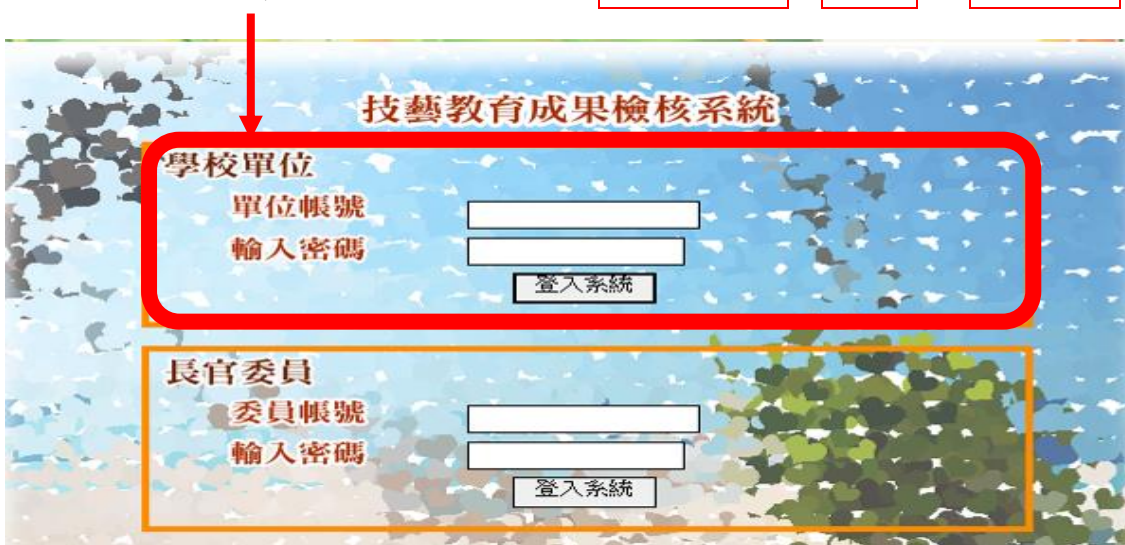 技藝教育成果檢核系統
學校單位
單位帳號
輸入密碼
登入系統
長官委員
委員帳號
輸入密碼
登入系統